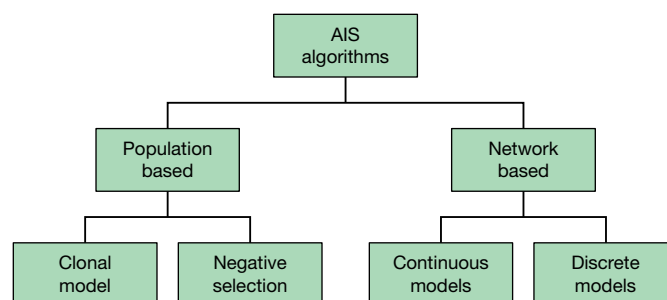 AIS
algorithms
Population
based
Network
based
Clonal
model
Negative
selection
Continuous
models
Discrete
models